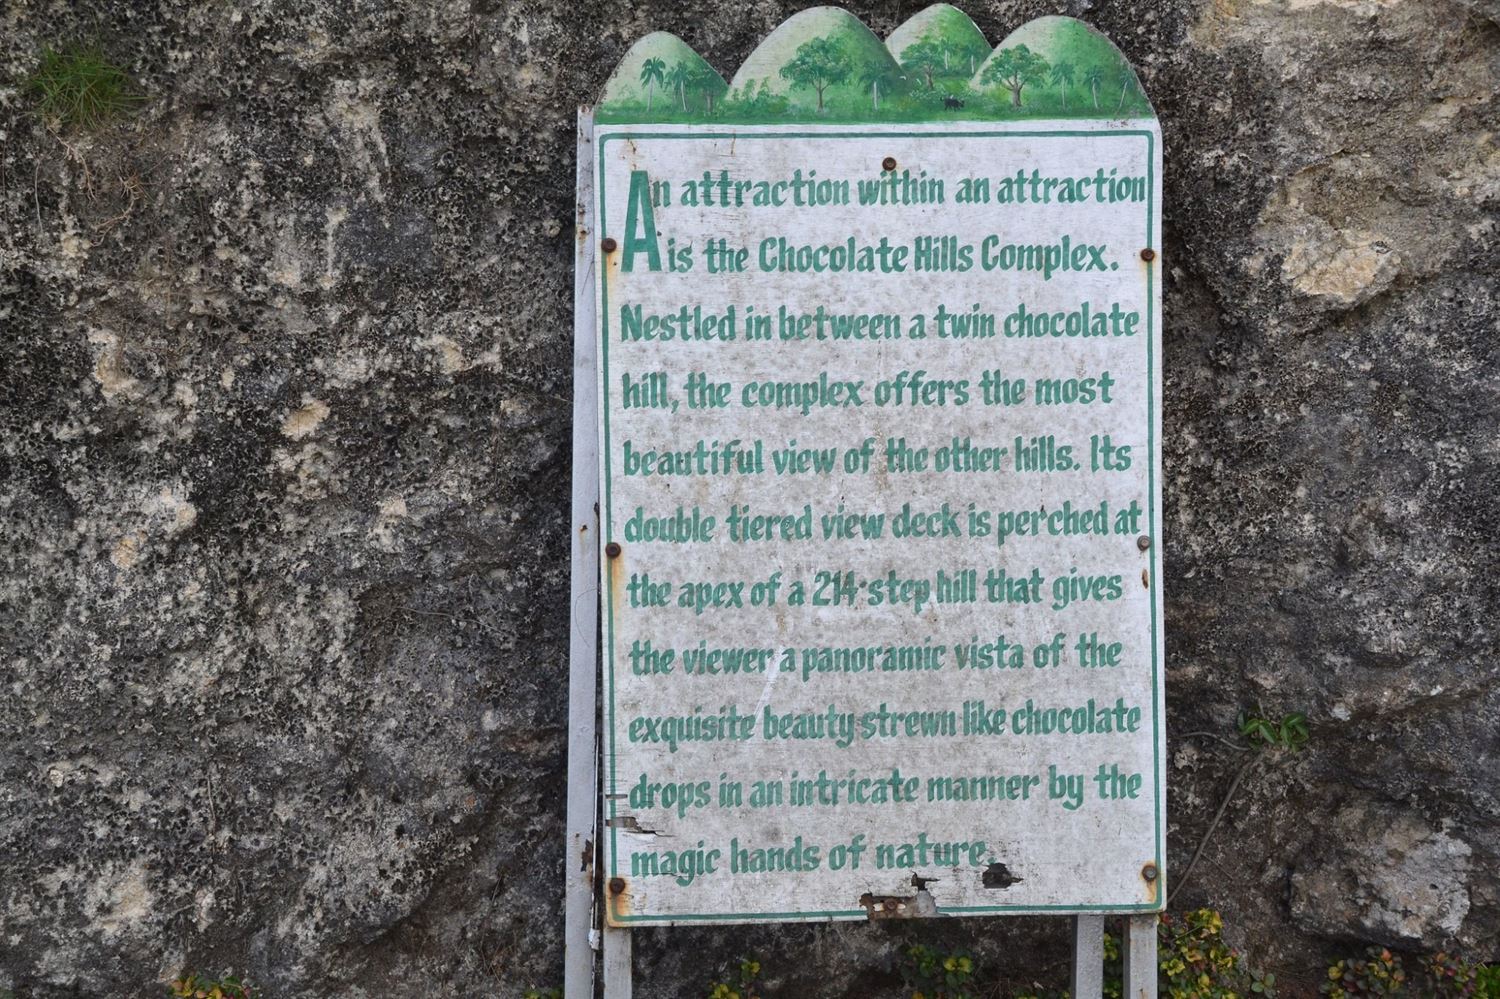 An attraction within an attraction
is the Chocolate Hills Complex.
Nestled in between a twin chocolate
hill, the complex offers the most
beautiful view of the other hills. Its
double tiered view deck is perched at
the apex of a 214-step hill that gives
the viewer a panoramic vista of the
exquisite beauty strewn like chocolate
drops in an intricate manner by the
magic hands of nature.